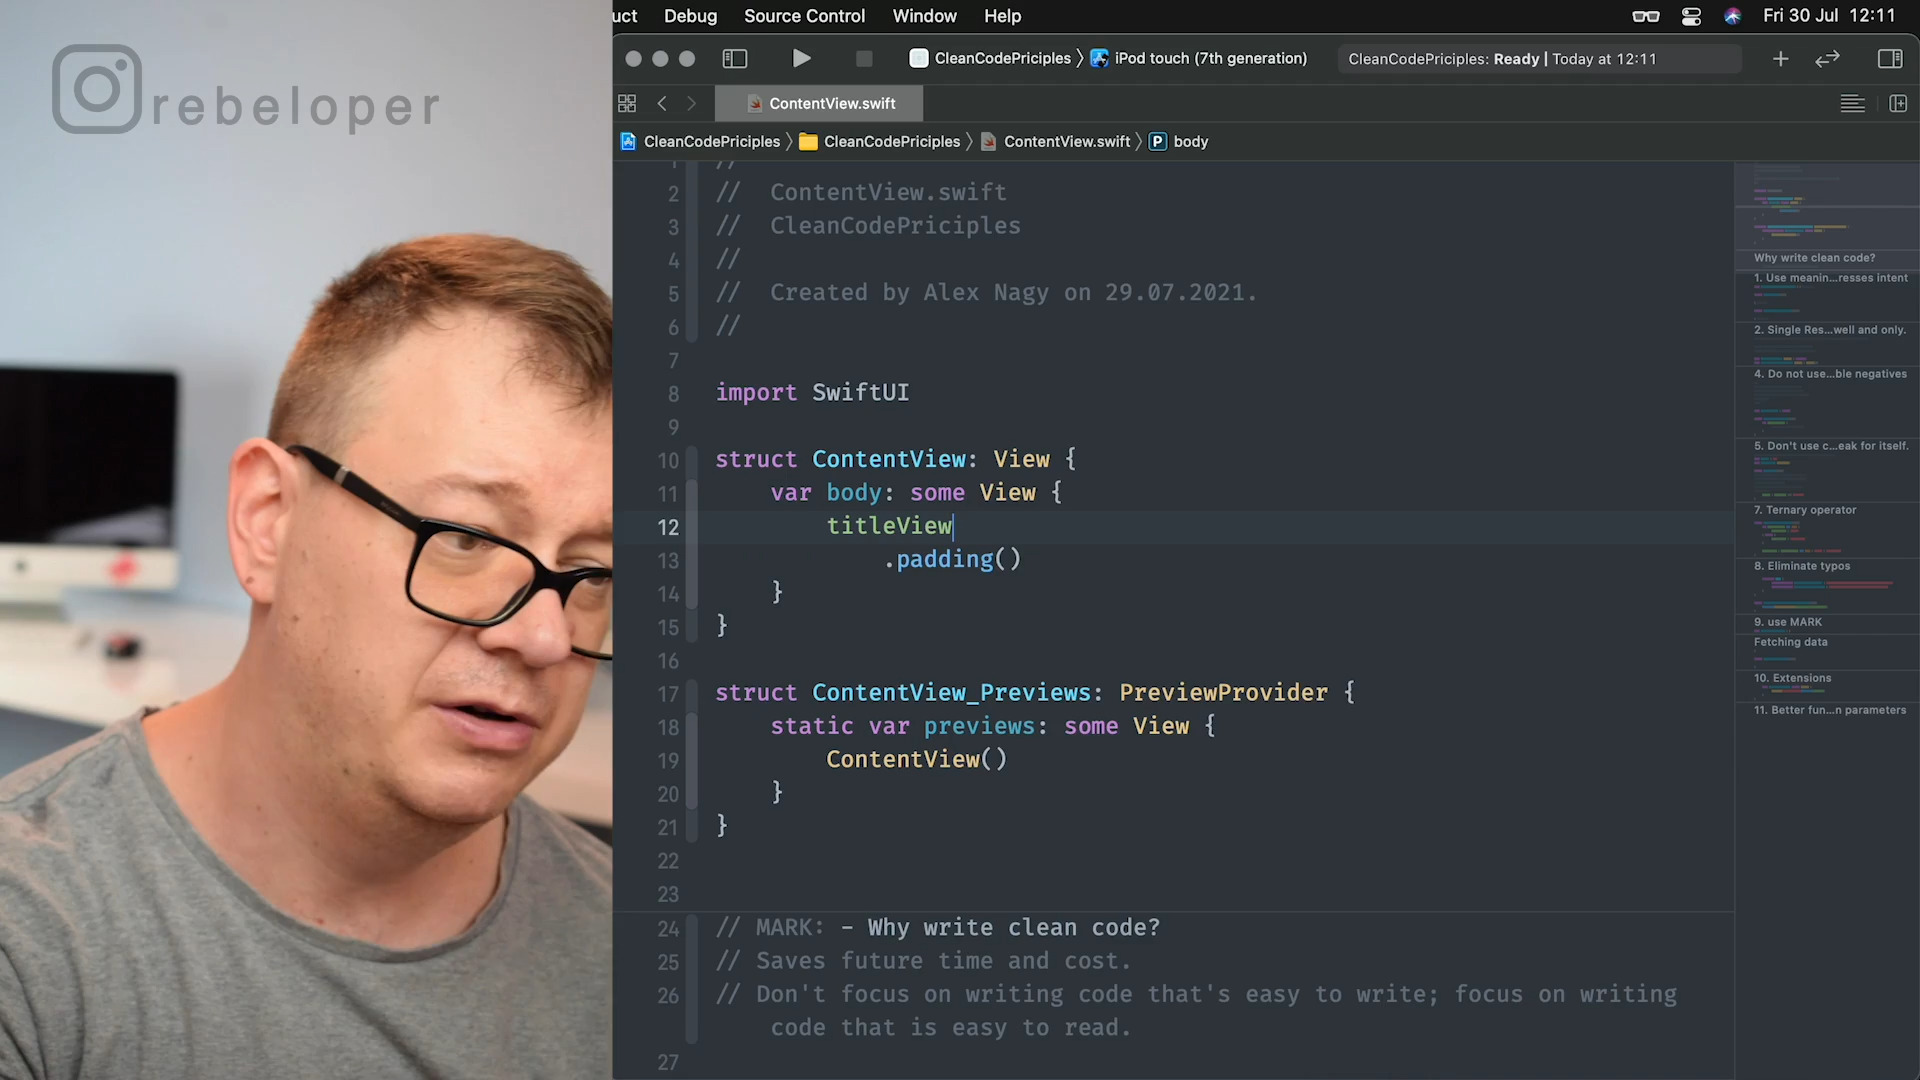 rebeloper
uct Debug Source Control Window Help Fri 30 Jul 12:11
CleanCodePriciples 〉 iPod touch (7th generation) CleanCodePriciples: Ready | Today at 12:11
ContentView.swift
CleanCodePriciples 〉 CleanCodePriciples 〉 ContentView.swift 〉 P body
1 //
2 // ContentView.swift
3 // CleanCodePriciples
4 //
5 // Created by Alex Nagy on 29.07.2021.
6 //
7
8 import SwiftUI
9
10 struct ContentView: View {
11 var body: some View {
12 titleView
13 .padding()
14 }
15 }
16
17 struct ContentView_Previews: PreviewProvider {
18 static var previews: some View {
19 ContentView()
20 }
21 }
22
23
24 // MARK: - Why write clean code?
25 // Saves future time and cost.
26 // Don't focus on writing code that's easy to write; focus on writing
code that is easy to read.
27
Why write clean code?
1. Use meanin...resses intent
2. Single Res...well and only.
4. Do not use...ble negatives
5. Don't use c...eak for itself.
7. Ternary operator
8. Eliminate typos
9. use MARK
Fetching data
10. Extensions
11. Better fun...n parameters